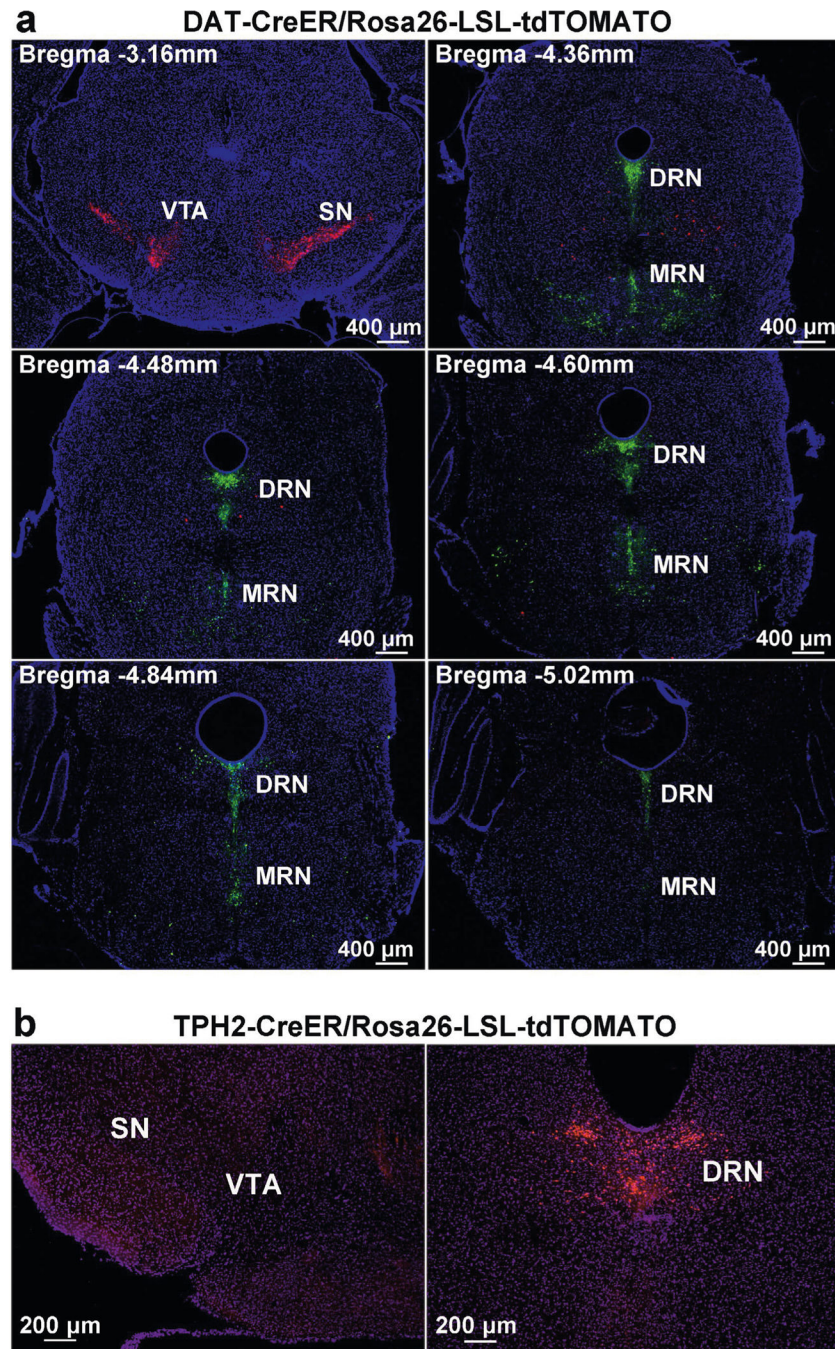 a
DAT-CreER/Rosa26-LSL-tdTOMATO
Bregma -3.16mm
VTA
SN
400 µm
Bregma -4.36mm
DRN
MRN
400 µm
Bregma -4.48mm
DRN
MRN
400 µm
Bregma -4.60mm
DRN
MRN
400 µm
Bregma -4.84mm
DRN
MRN
400 µm
Bregma -5.02mm
DRN
MRN
400 µm
b
TPH2-CreER/Rosa26-LSL-tdTOMATO
SN
VTA
200 µm
DRN
200 µm